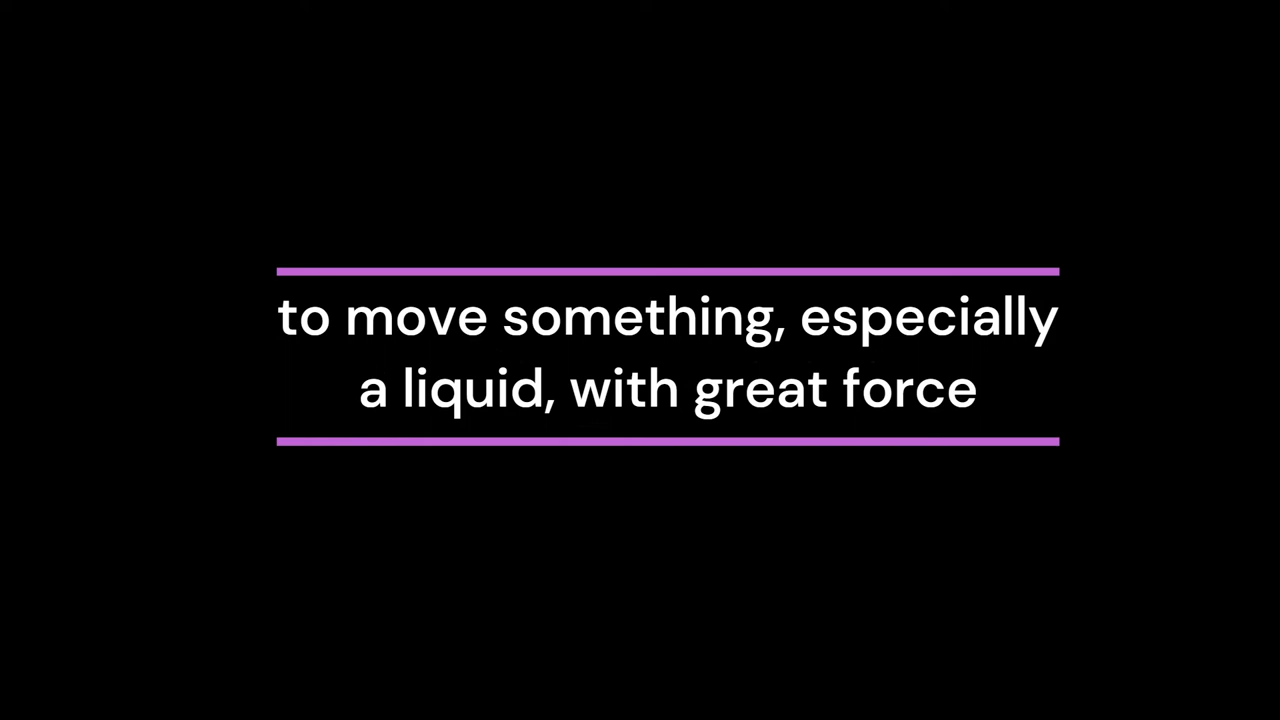 to move something, especially
a liquid, with great force